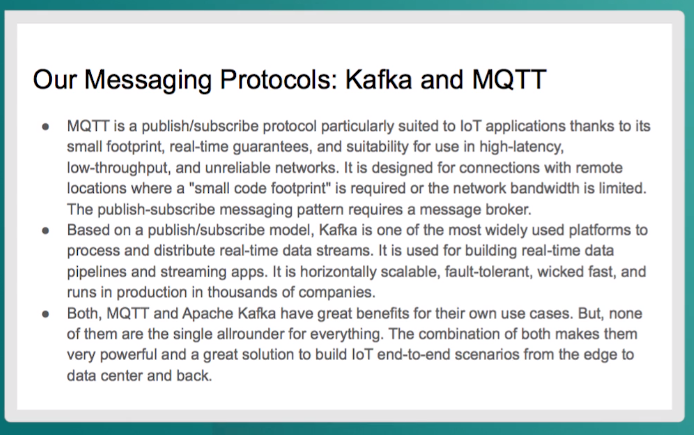 Our Messaging Protocols: Kafka and MQTT
● MQTT is a publish/subscribe protocol particularly suited to IoT applications thanks to its
small footprint, real-time guarantees, and suitability for use in high-latency,
low-throughput, and unreliable networks. It is designed for connections with remote
locations where a "small code footprint" is required or the network bandwidth is limited.
The publish-subscribe messaging pattern requires a message broker.
● Based on a publish/subscribe model, Kafka is one of the most widely used platforms to
process and distribute real-time data streams. It is used for building real-time data
pipelines and streaming apps. It is horizontally scalable, fault-tolerant, wicked fast, and
runs in production in thousands of companies.
● Both, MQTT and Apache Kafka have great benefits for their own use cases. But, none
of them are the single allrounder for everything. The combination of both makes them
very powerful and a great solution to build IoT end-to-end scenarios from the edge to
data center and back.